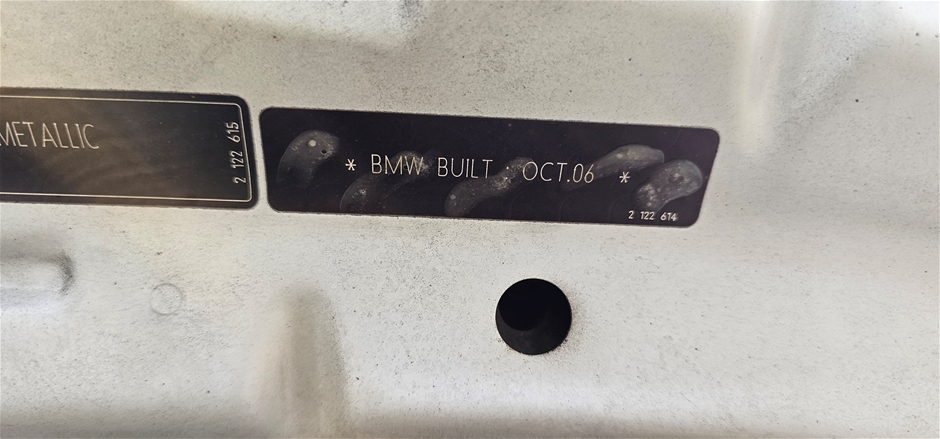 METALLIC
2 122 615
* BMW BUILT : OCT.06 *
2 122 614